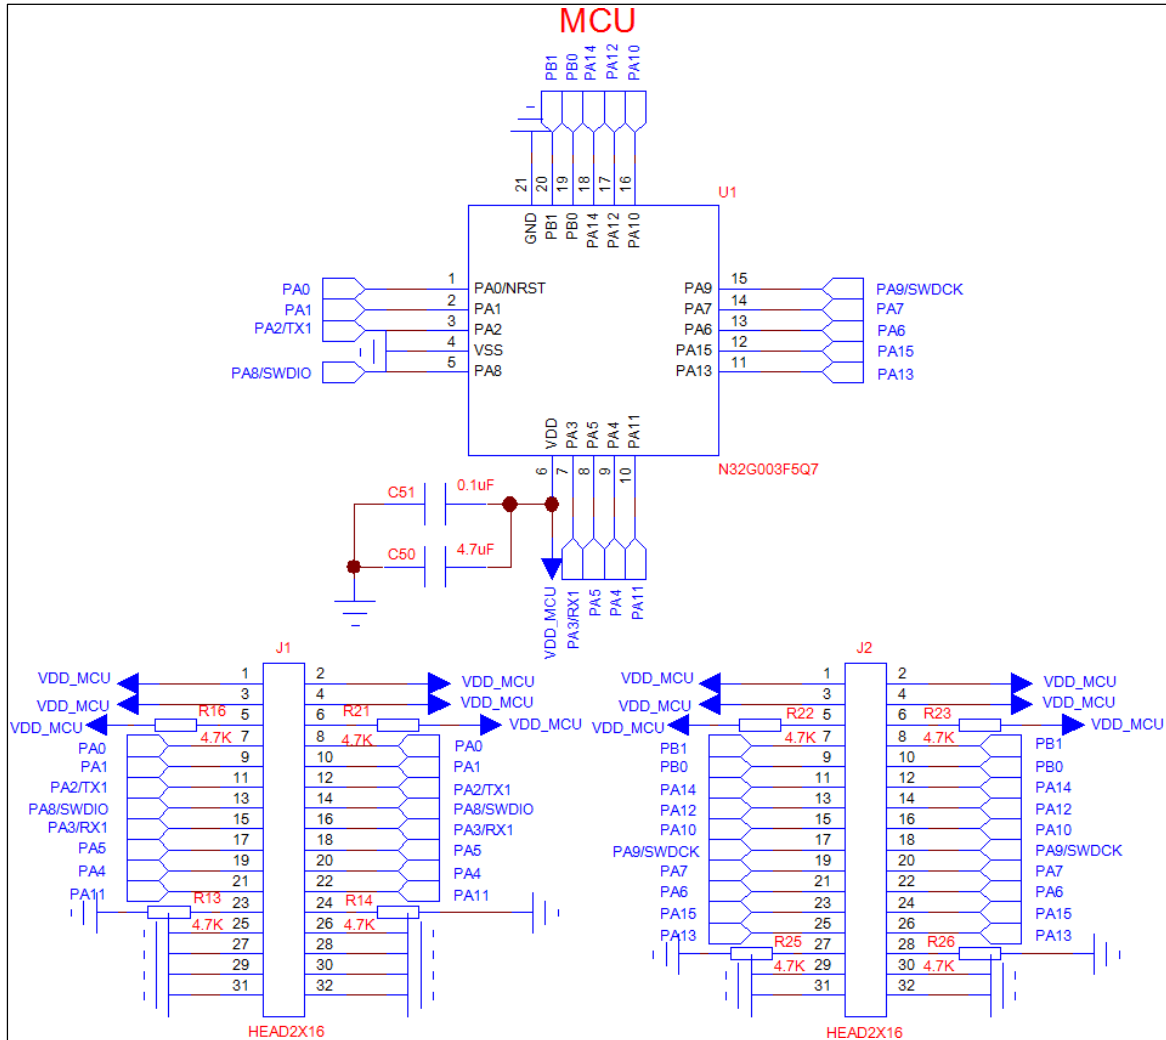 MCU
PB1
PB0
PA14
PA12
PA10
21
20
19
18
17
16
U1
GND
PB1
PB0
PA14
PA12
PA10
PA0 1 PA0/NRST PA9 15 PA9/SWDCK
PA1 2 PA1 PA7 14 PA7
PA2/TX1 3 PA2 PA6 13 PA6
4 VSS PA15 12 PA15
PA8/SWDIO 5 PA8 PA13 11 PA13
VDD
PA3
PA5
PA4
PA11
6
7
8
9
10
N32G003F5Q7
C51 0.1uF
C50 4.7uF
VDD_MCU
PA3/RX1
PA5
PA4
PA11
J1
VDD_MCU 1 2 VDD_MCU
VDD_MCU 3 4 VDD_MCU
VDD_MCU R16 5 6 R21 VDD_MCU
PA0 4.7K 7 8 4.7K PA0
PA1 9 10 PA1
PA2/TX1 11 12 PA2/TX1
PA8/SWDIO 13 14 PA8/SWDIO
PA3/RX1 15 16 PA3/RX1
PA5 17 18 PA5
PA4 19 20 PA4
PA11 21 22 PA11
R13 23 24 R14
4.7K 25 26 4.7K
27 28
29 30
31 32
HEAD2X16
J2
VDD_MCU 1 2 VDD_MCU
VDD_MCU 3 4 VDD_MCU
VDD_MCU R22 5 6 R23 VDD_MCU
PB1 4.7K 7 8 4.7K PB1
PB0 9 10 PB0
PA14 11 12 PA14
PA12 13 14 PA12
PA10 15 16 PA10
PA9/SWDCK 17 18 PA9/SWDCK
PA7 19 20 PA7
PA6 21 22 PA6
PA15 23 24 PA15
PA13 25 26 PA13
R25 27 28 R26
4.7K 29 30 4.7K
31 32
HEAD2X16